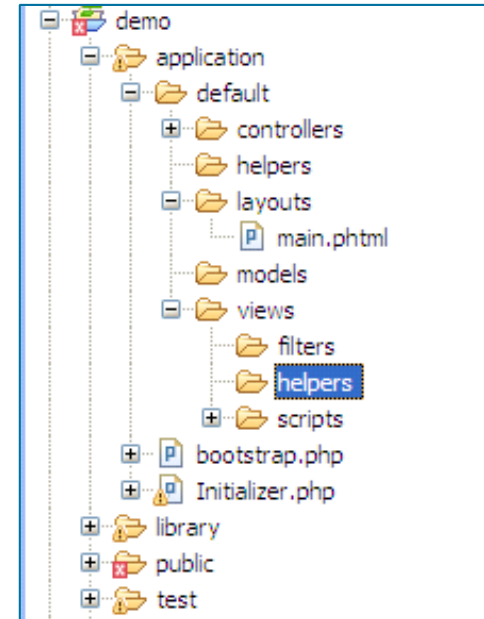 demo
application
default
controllers
helpers
layouts
main.phtml
models
views
filters
helpers
scripts
bootstrap.php
Initializer.php
library
public
test